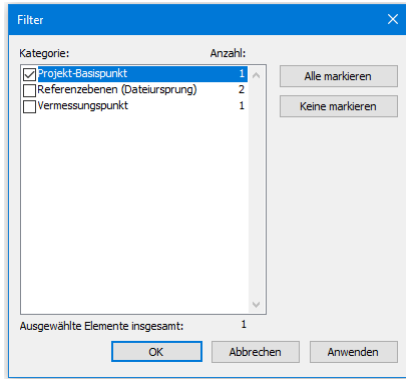 Filter
Kategorie: Anzahl:
Projekt-Basispunkt 1
Referenzebenen (Dateiursprung) 2
Vermessungspunkt 1
Alle markieren
Keine markieren
Ausgewählte Elemente insgesamt: 1
OK Abbrechen Anwenden